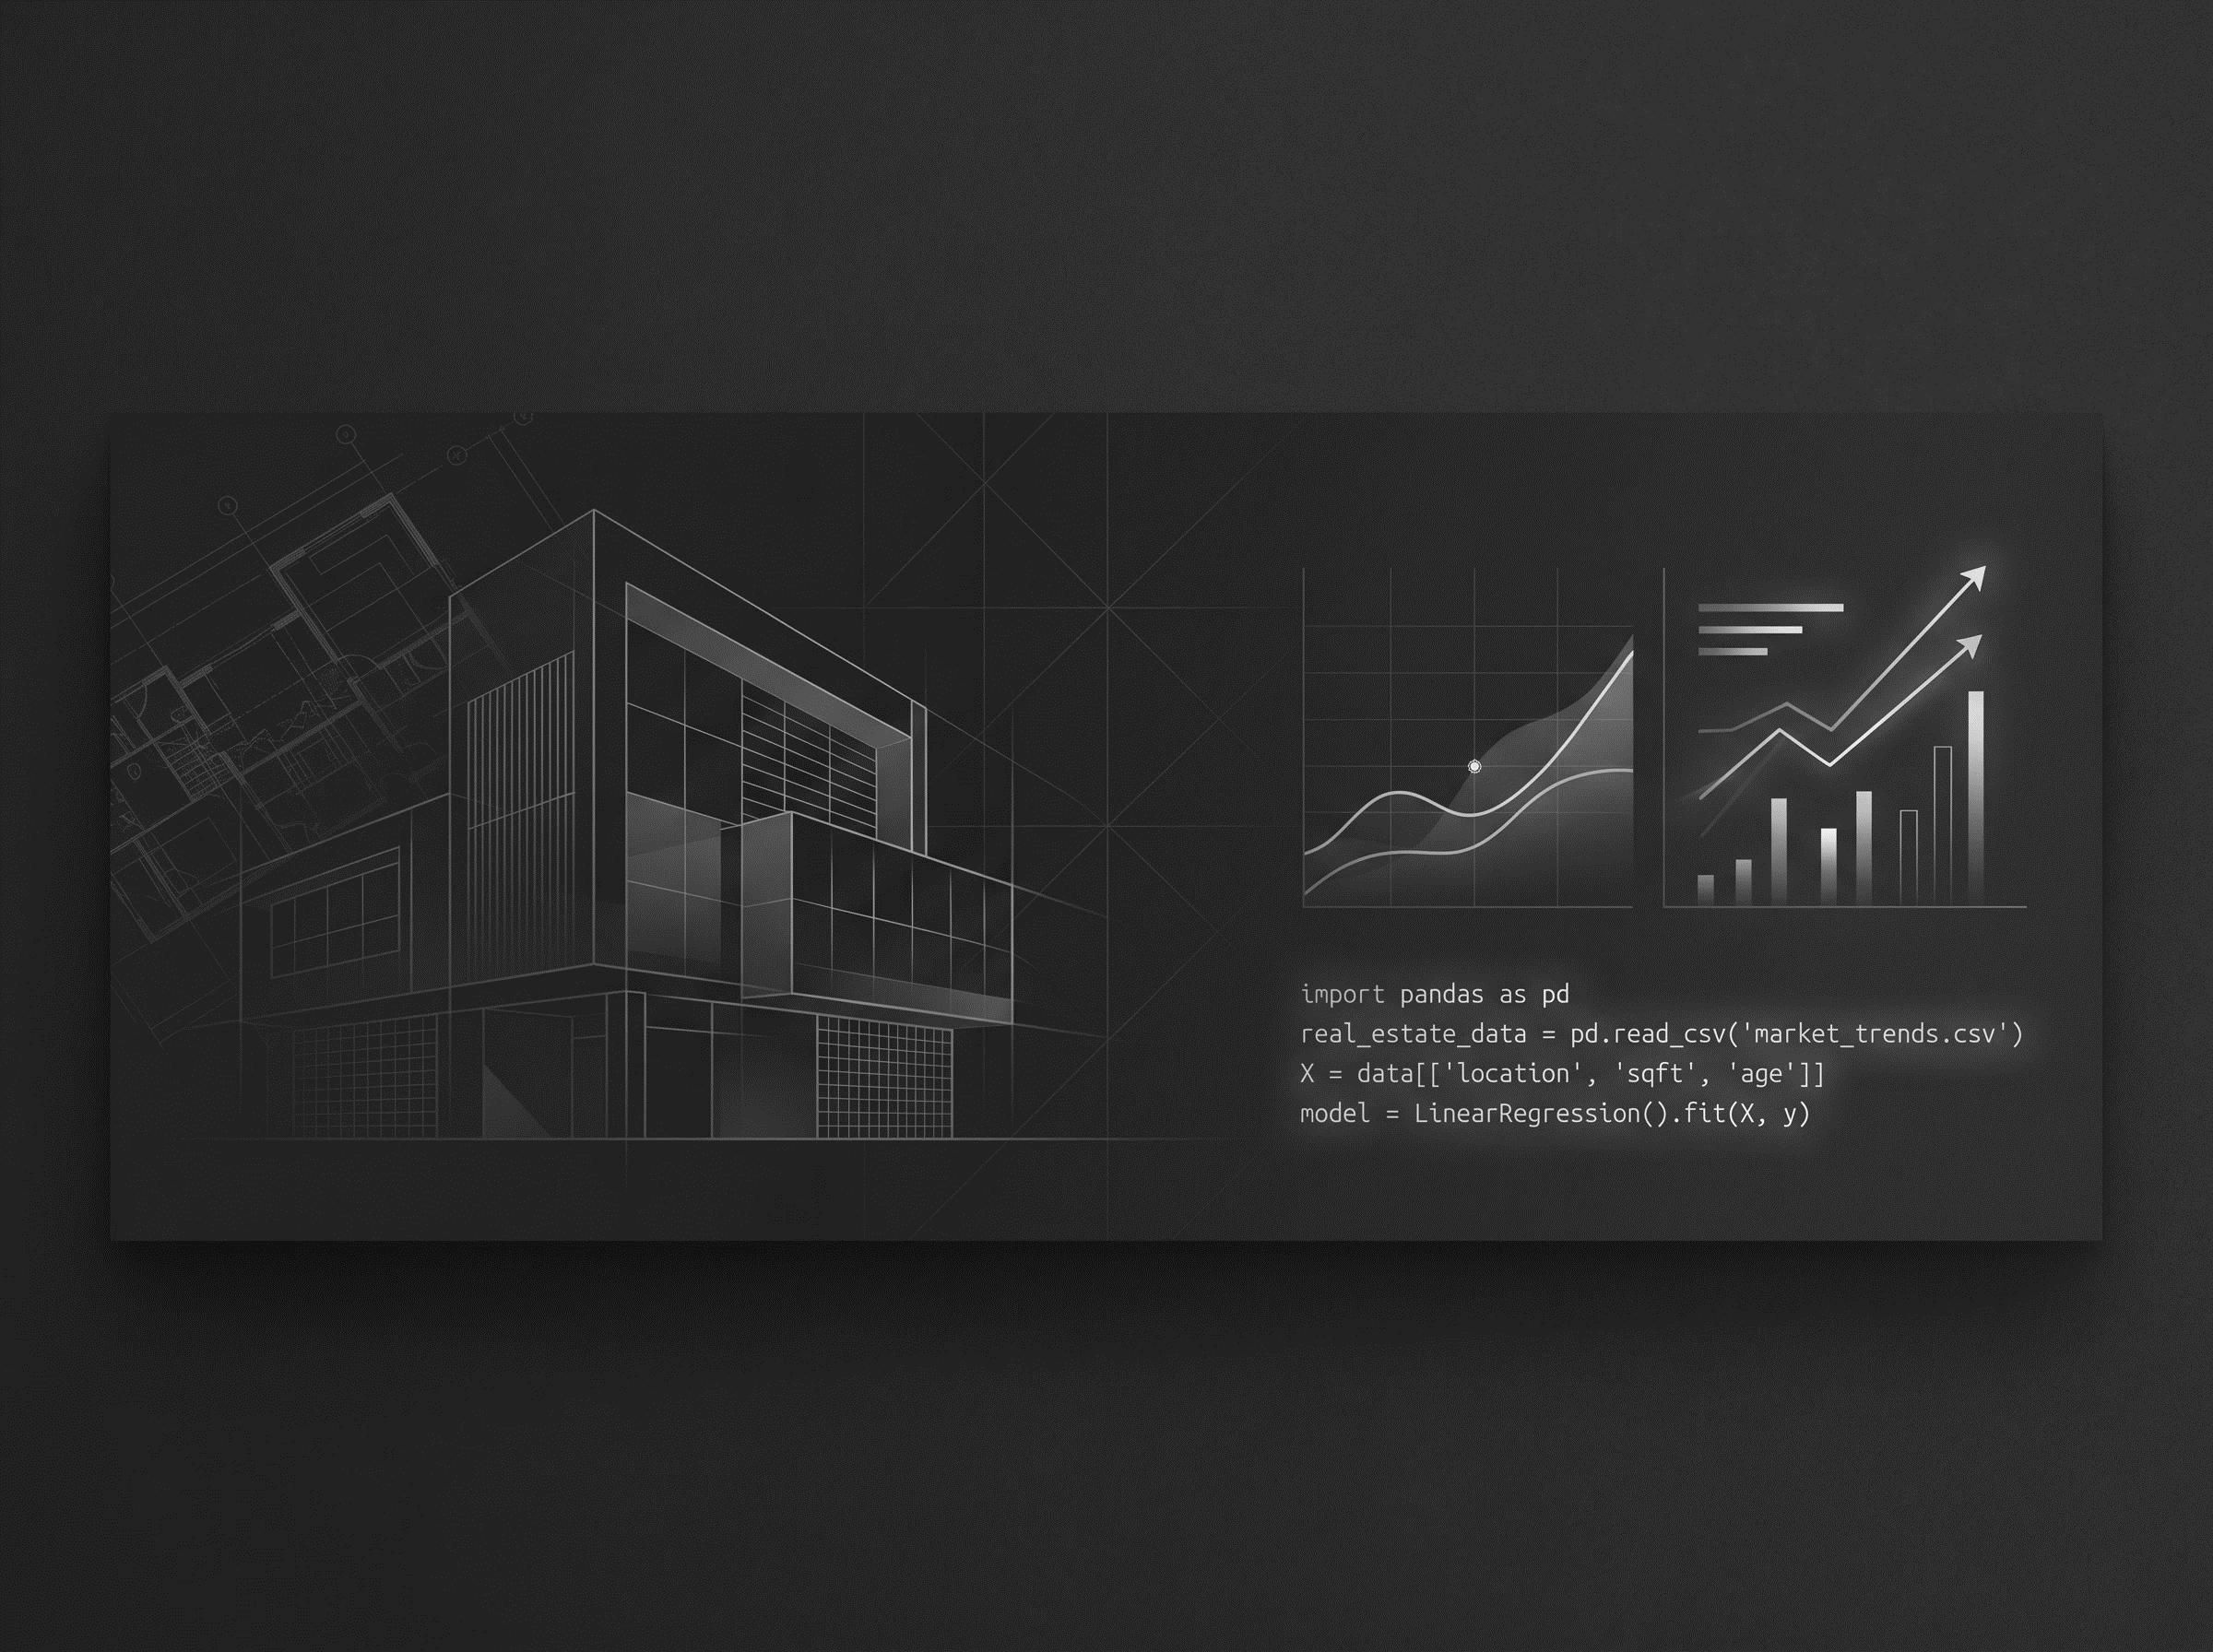 import pandas as pd
real_estate_data = pd.read_csv('market_trends.csv')
X = data[['location', 'sqft', 'age']]
model = LinearRegression().fit(X, y)